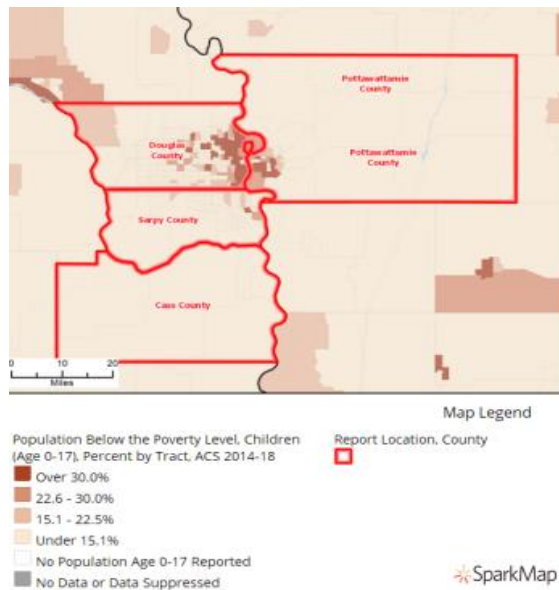 Pottawattamie
County
Douglas
County
Pottawattamie
County
Sarpy County
Cass County
0 10 20
Miles
Map Legend
Population Below the Poverty Level, Children
(Age 0-17), Percent by Tract, ACS 2014-18
Over 30.0%
22.6 - 30.0%
15.1 - 22.5%
Under 15.1%
No Population Age 0-17 Reported
No Data or Data Suppressed
Report Location, County
SparkMap